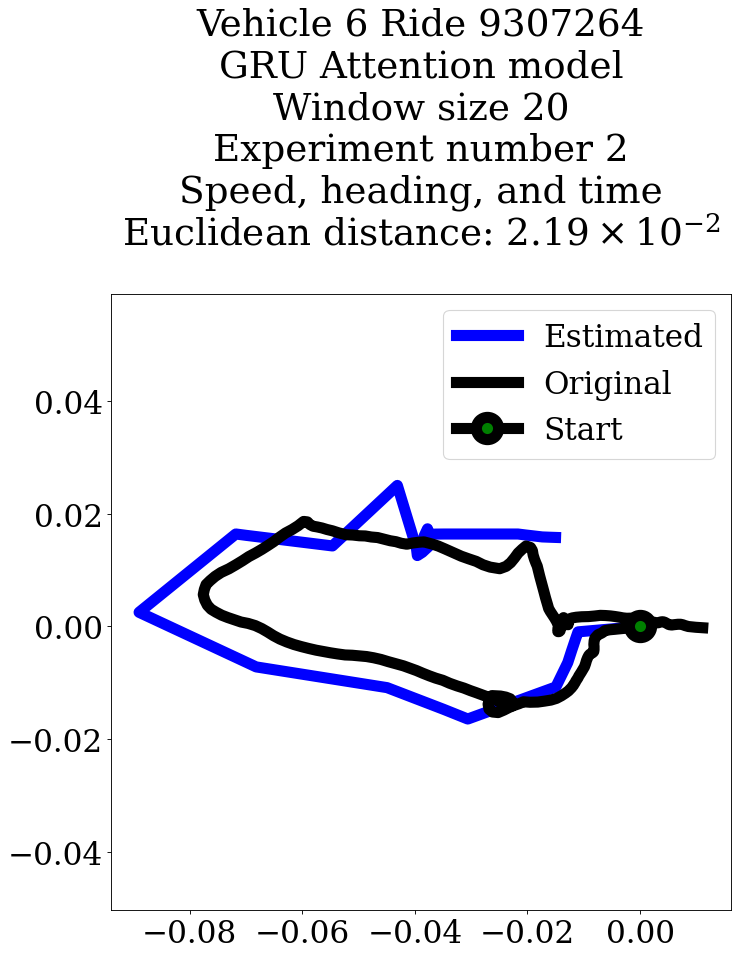 Vehicle 6 Ride 9307264
GRU Attention model
Window size 20
Experiment number 2
Speed, heading, and time
Euclidean distance: 2.19 × 10⁻²
Estimated
Original
Start
0.04
0.02
0.00
−0.02
−0.04
−0.08 −0.06 −0.04 −0.02 0.00